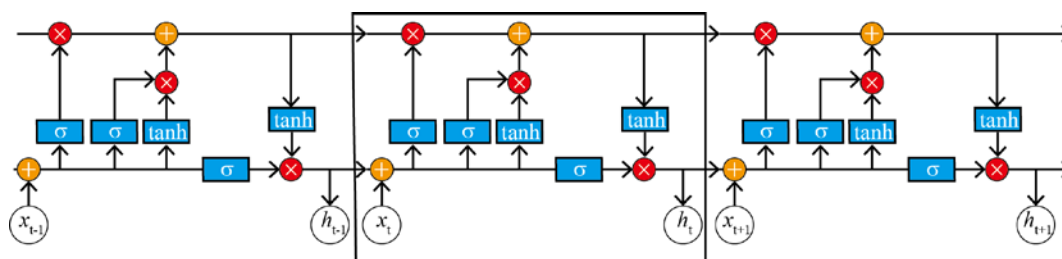 × + × + × +
× × ×
tanh tanh tanh
σ σ tanh σ σ tanh σ σ tanh
+ σ × + σ × + σ ×
x_{t-1} h_{t-1} x_t h_t x_{t+1} h_{t+1}